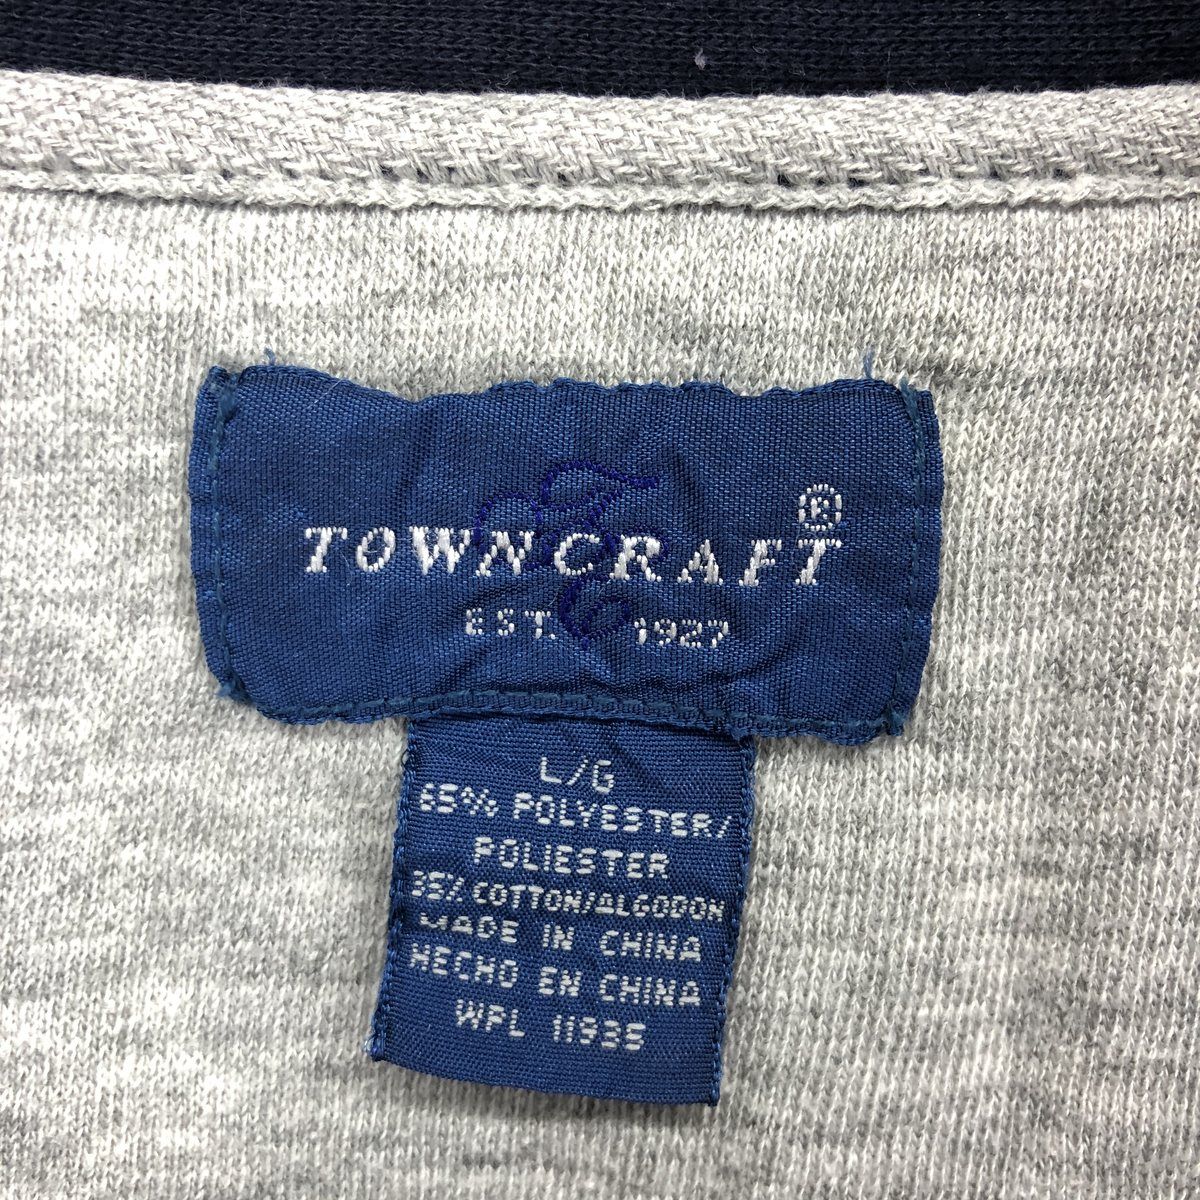 TOWNCRAFT®
EST. 1927
L/G
65% POLYESTER/
POLIESTER
35% COTTON/ALGODON
MADE IN CHINA
HECHO EN CHINA
WPL 11935